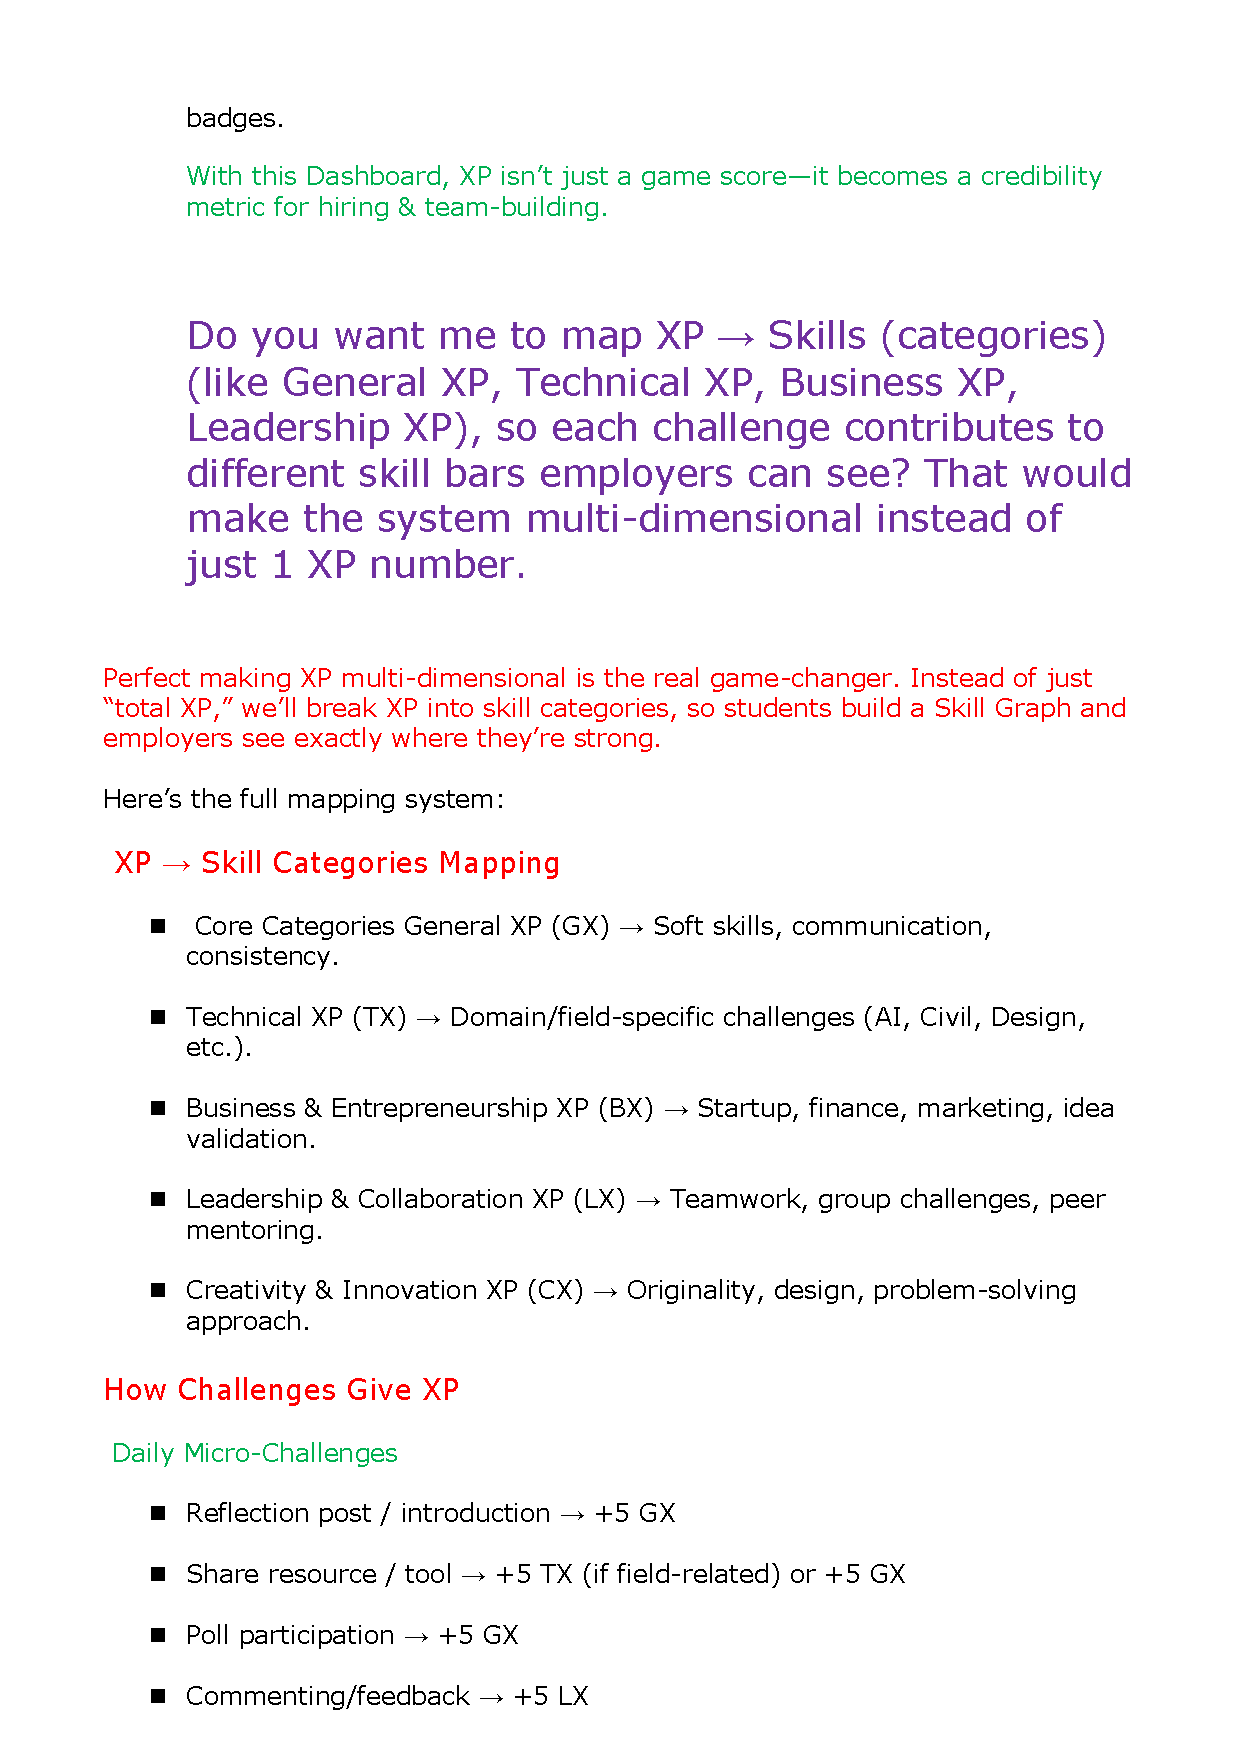 badges.
With this Dashboard, XP isn’t just a game score—it becomes a credibility
metric for hiring & team-building.
Do you want me to map XP → Skills (categories)
(like General XP, Technical XP, Business XP,
Leadership XP), so each challenge contributes to
different skill bars employers can see? That would
make the system multi-dimensional instead of
just 1 XP number.
Perfect making XP multi-dimensional is the real game-changer. Instead of just
“total XP,” we’ll break XP into skill categories, so students build a Skill Graph and
employers see exactly where they’re strong.
Here’s the full mapping system:
XP → Skill Categories Mapping
■ Core Categories General XP (GX) → Soft skills, communication,
consistency.
■ Technical XP (TX) → Domain/field-specific challenges (AI, Civil, Design,
etc.).
■ Business & Entrepreneurship XP (BX) → Startup, finance, marketing, idea
validation.
■ Leadership & Collaboration XP (LX) → Teamwork, group challenges, peer
mentoring.
■ Creativity & Innovation XP (CX) → Originality, design, problem-solving
approach.
How Challenges Give XP
Daily Micro-Challenges
■ Reflection post / introduction → +5 GX
■ Share resource / tool → +5 TX (if field-related) or +5 GX
■ Poll participation → +5 GX
■ Commenting/feedback → +5 LX